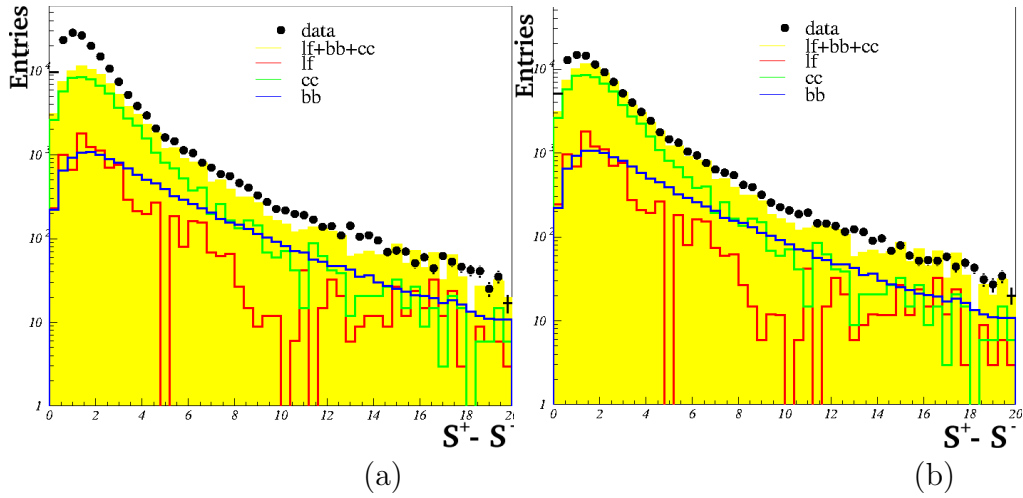 Entries
data
lf+bb+cc
lf
cc
bb
10⁴
10³
10²
10
1
0 2 4 6 8 10 12 14 16 18 20
S⁺- S⁻
(a)
Entries
data
lf+bb+cc
lf
cc
bb
10⁴
10³
10²
10
1
0 2 4 6 8 10 12 14 16 18 20
S⁺- S⁻
(b)